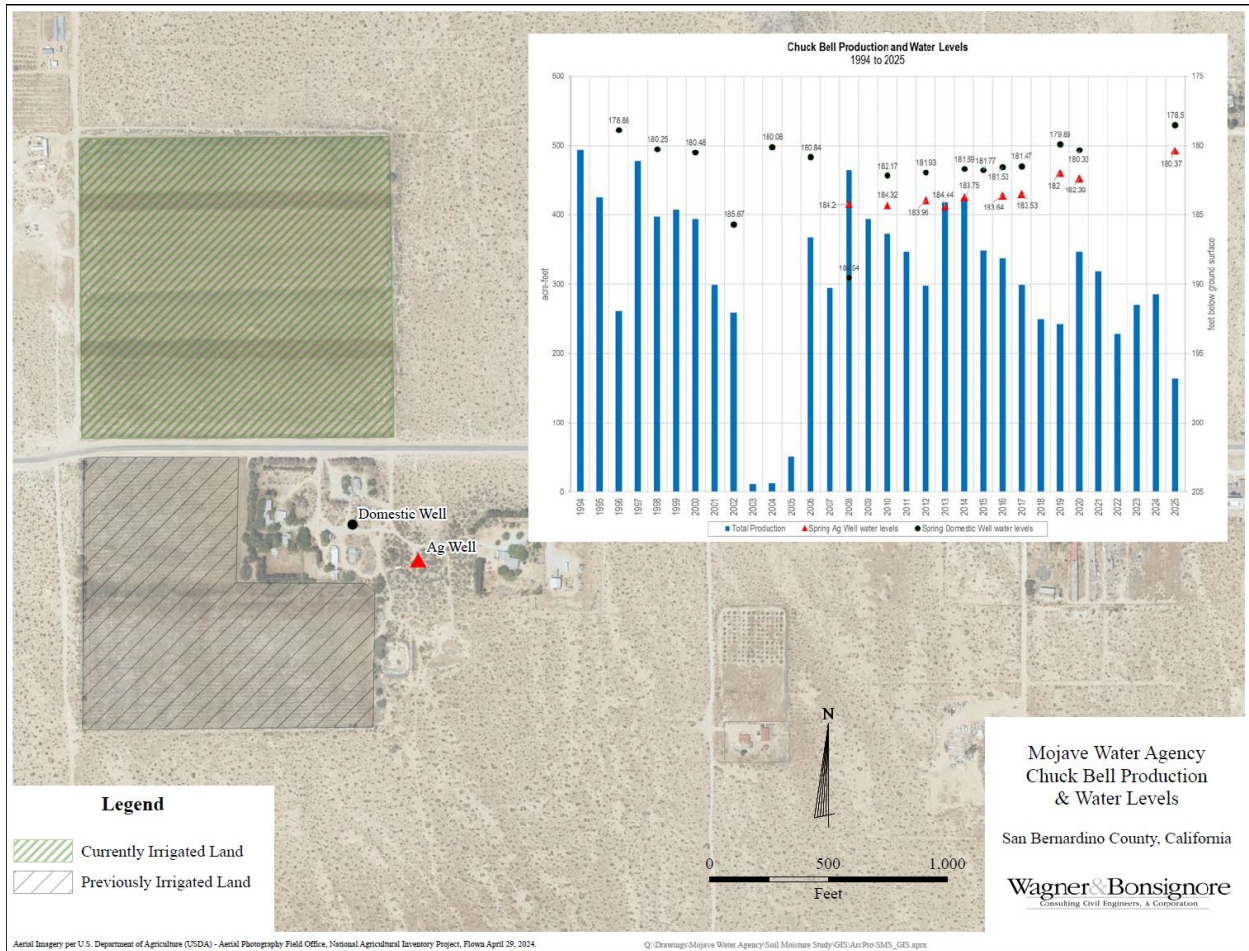 Chuck Bell Production and Water Levels
1994 to 2025
acre-feet
600
500
400
300
200
100
0
175
180
185
190
195
200
205
feet below ground surface
178.88
180.25
180.48
185.67
180.08
180.84
184.2
182.17
184.32
181.93
183.96
184.44
181.89
183.75
181.77
181.53
183.64
181.47
183.53
179.89
182
180.33
182.39
178.5
180.37
1994 1995 1996 1997 1998 1999 2000 2001 2002 2003 2004 2005 2006 2007 2008 2009 2010 2011 2012 2013 2014 2015 2016 2017 2018 2019 2020 2021 2022 2023 2024 2025
Total Production Spring Ag Well water levels Spring Domestic Well water levels
Domestic Well
Ag Well
N
0 500 1,000
Feet
Legend
Currently Irrigated Land
Previously Irrigated Land
Mojave Water Agency
Chuck Bell Production
& Water Levels
San Bernardino County, California
Wagner&Bonsignore
Consulting Civil Engineers, A Corporation
Aerial Imagery per U.S. Department of Agriculture (USDA) - Aerial Photography Field Office, National Agricultural Inventory Project, Flown April 29, 2024.
Q:\Drawings\Mojave Water Agency\Soil Moisture Study\GIS\ArcPro\SMS_GIS.aprx